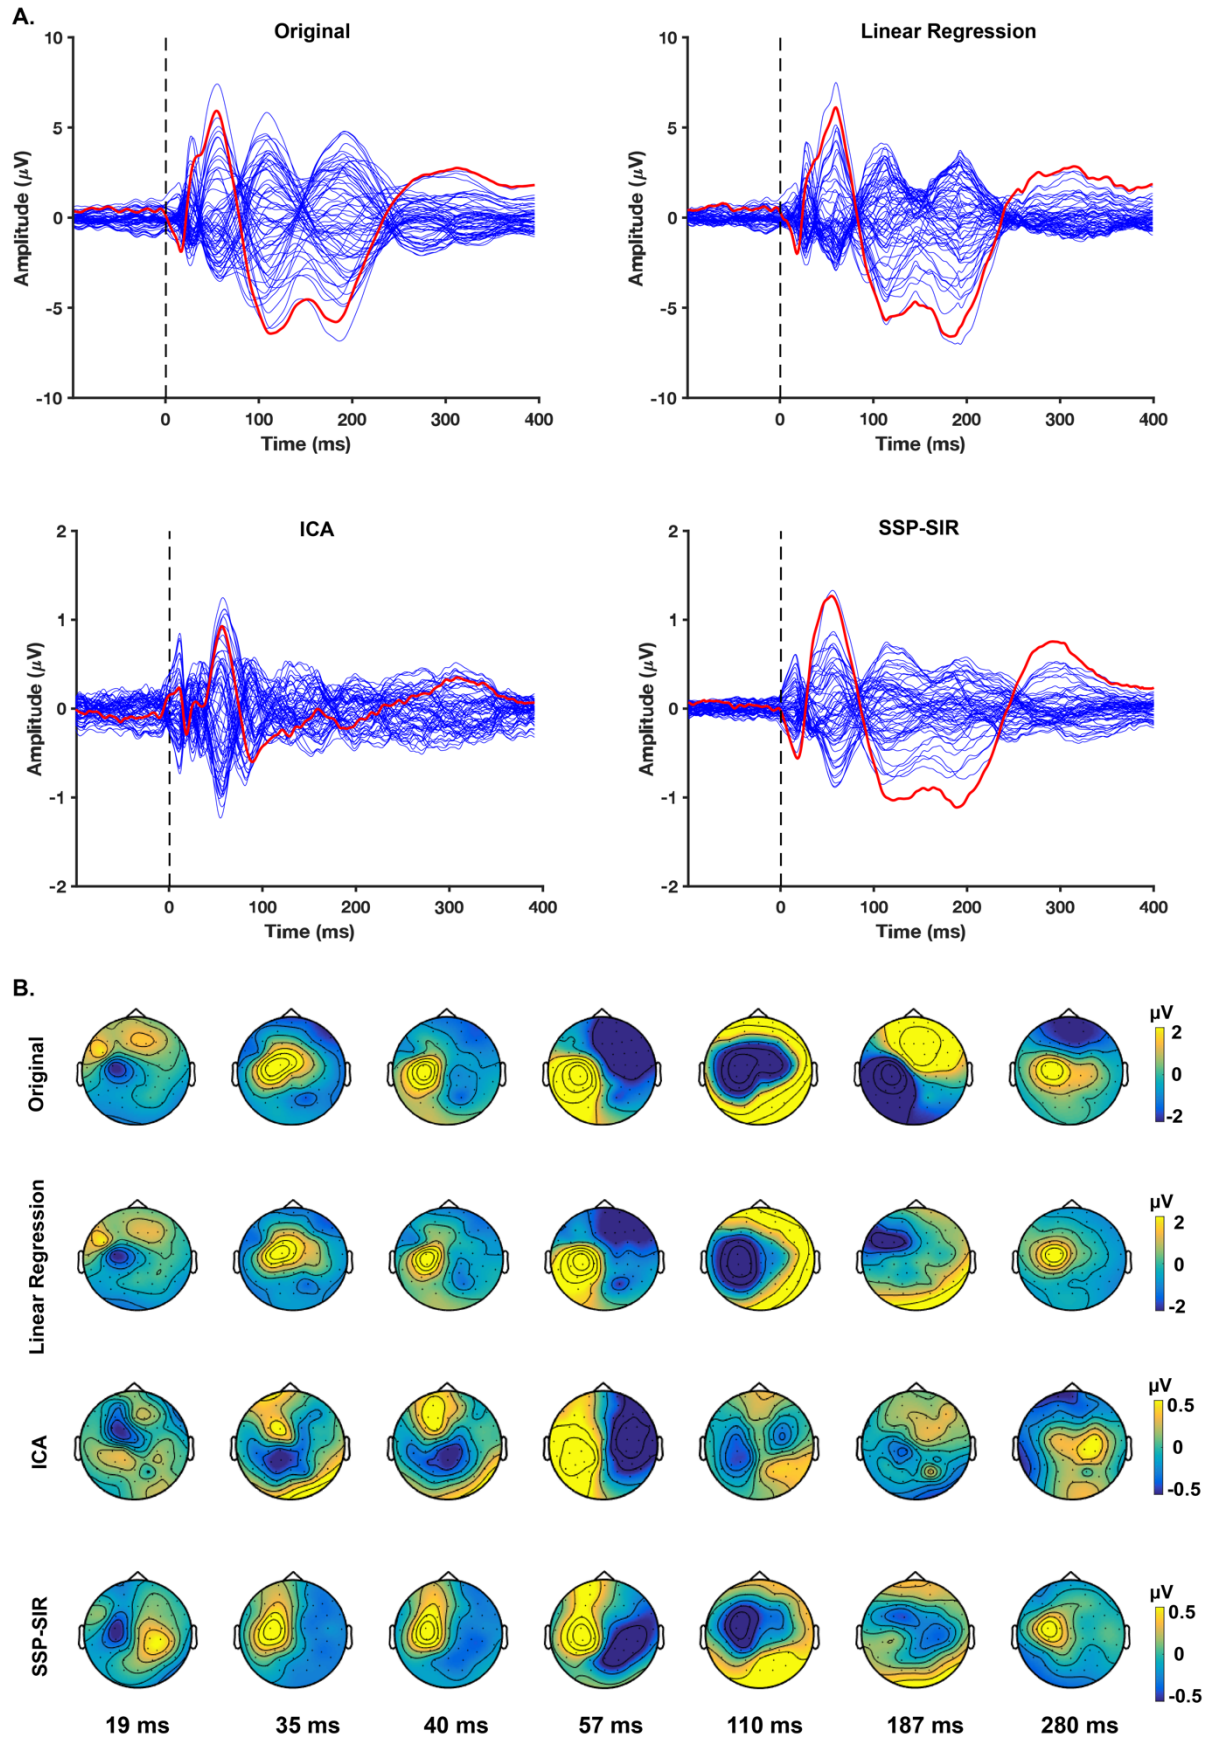 A.
Original
10
5
0
-5
-10
Amplitude (μV)
0 100 200 300 400
Time (ms)
Linear Regression
10
5
0
-5
-10
Amplitude (μV)
0 100 200 300 400
Time (ms)
ICA
2
1
0
-1
-2
Amplitude (μV)
0 100 200 300 400
Time (ms)
SSP-SIR
2
1
0
-1
-2
Amplitude (μV)
0 100 200 300 400
Time (ms)
B.
Original
μV
2
0
-2
Linear Regression
μV
2
0
-2
ICA
μV
0.5
0
-0.5
SSP-SIR
μV
0.5
0
-0.5
19 ms 35 ms 40 ms 57 ms 110 ms 187 ms 280 ms